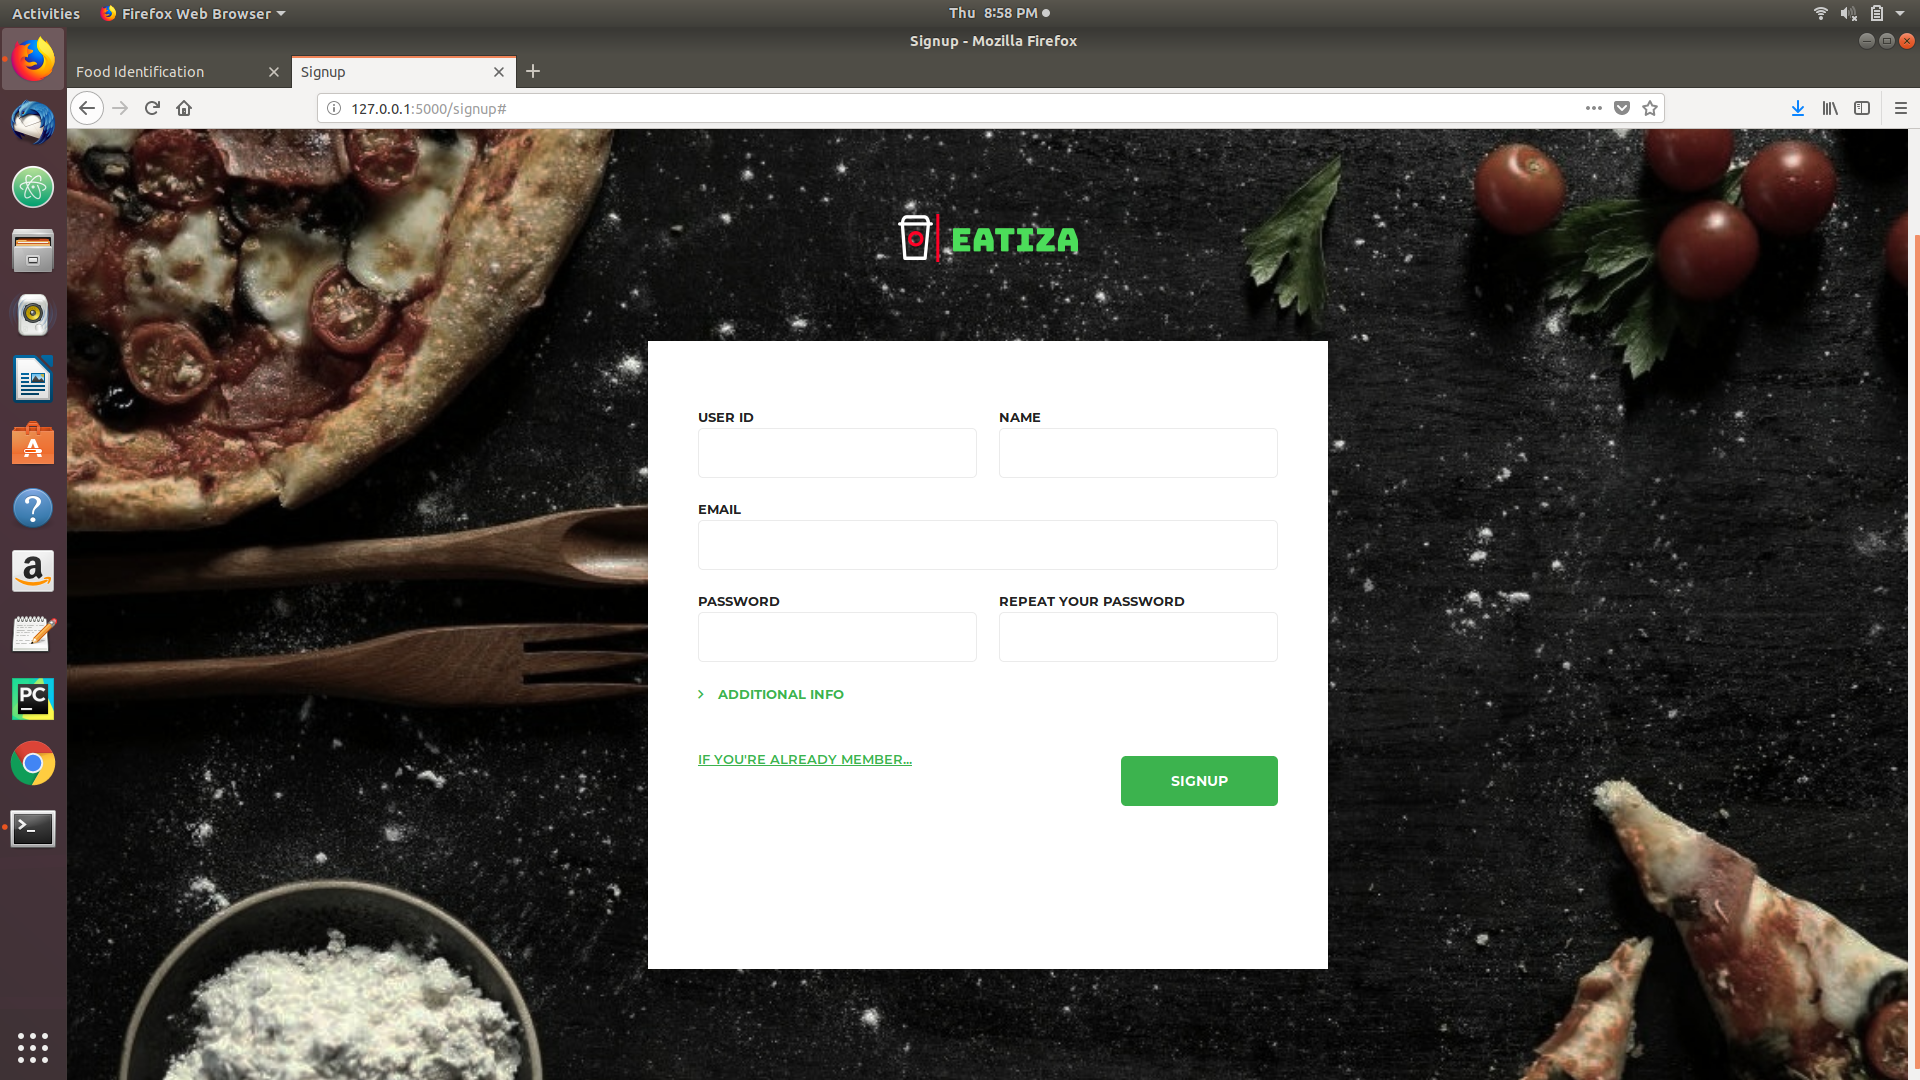 Activities Firefox Web Browser Thu 8:58 PM
Signup - Mozilla Firefox
Food Identification Signup
127.0.0.1:5000/signup#
EATIZA
USER ID NAME
EMAIL
PASSWORD REPEAT YOUR PASSWORD
ADDITIONAL INFO
IF YOU'RE ALREADY MEMBER...
SIGNUP
A
?
a
PC
>_